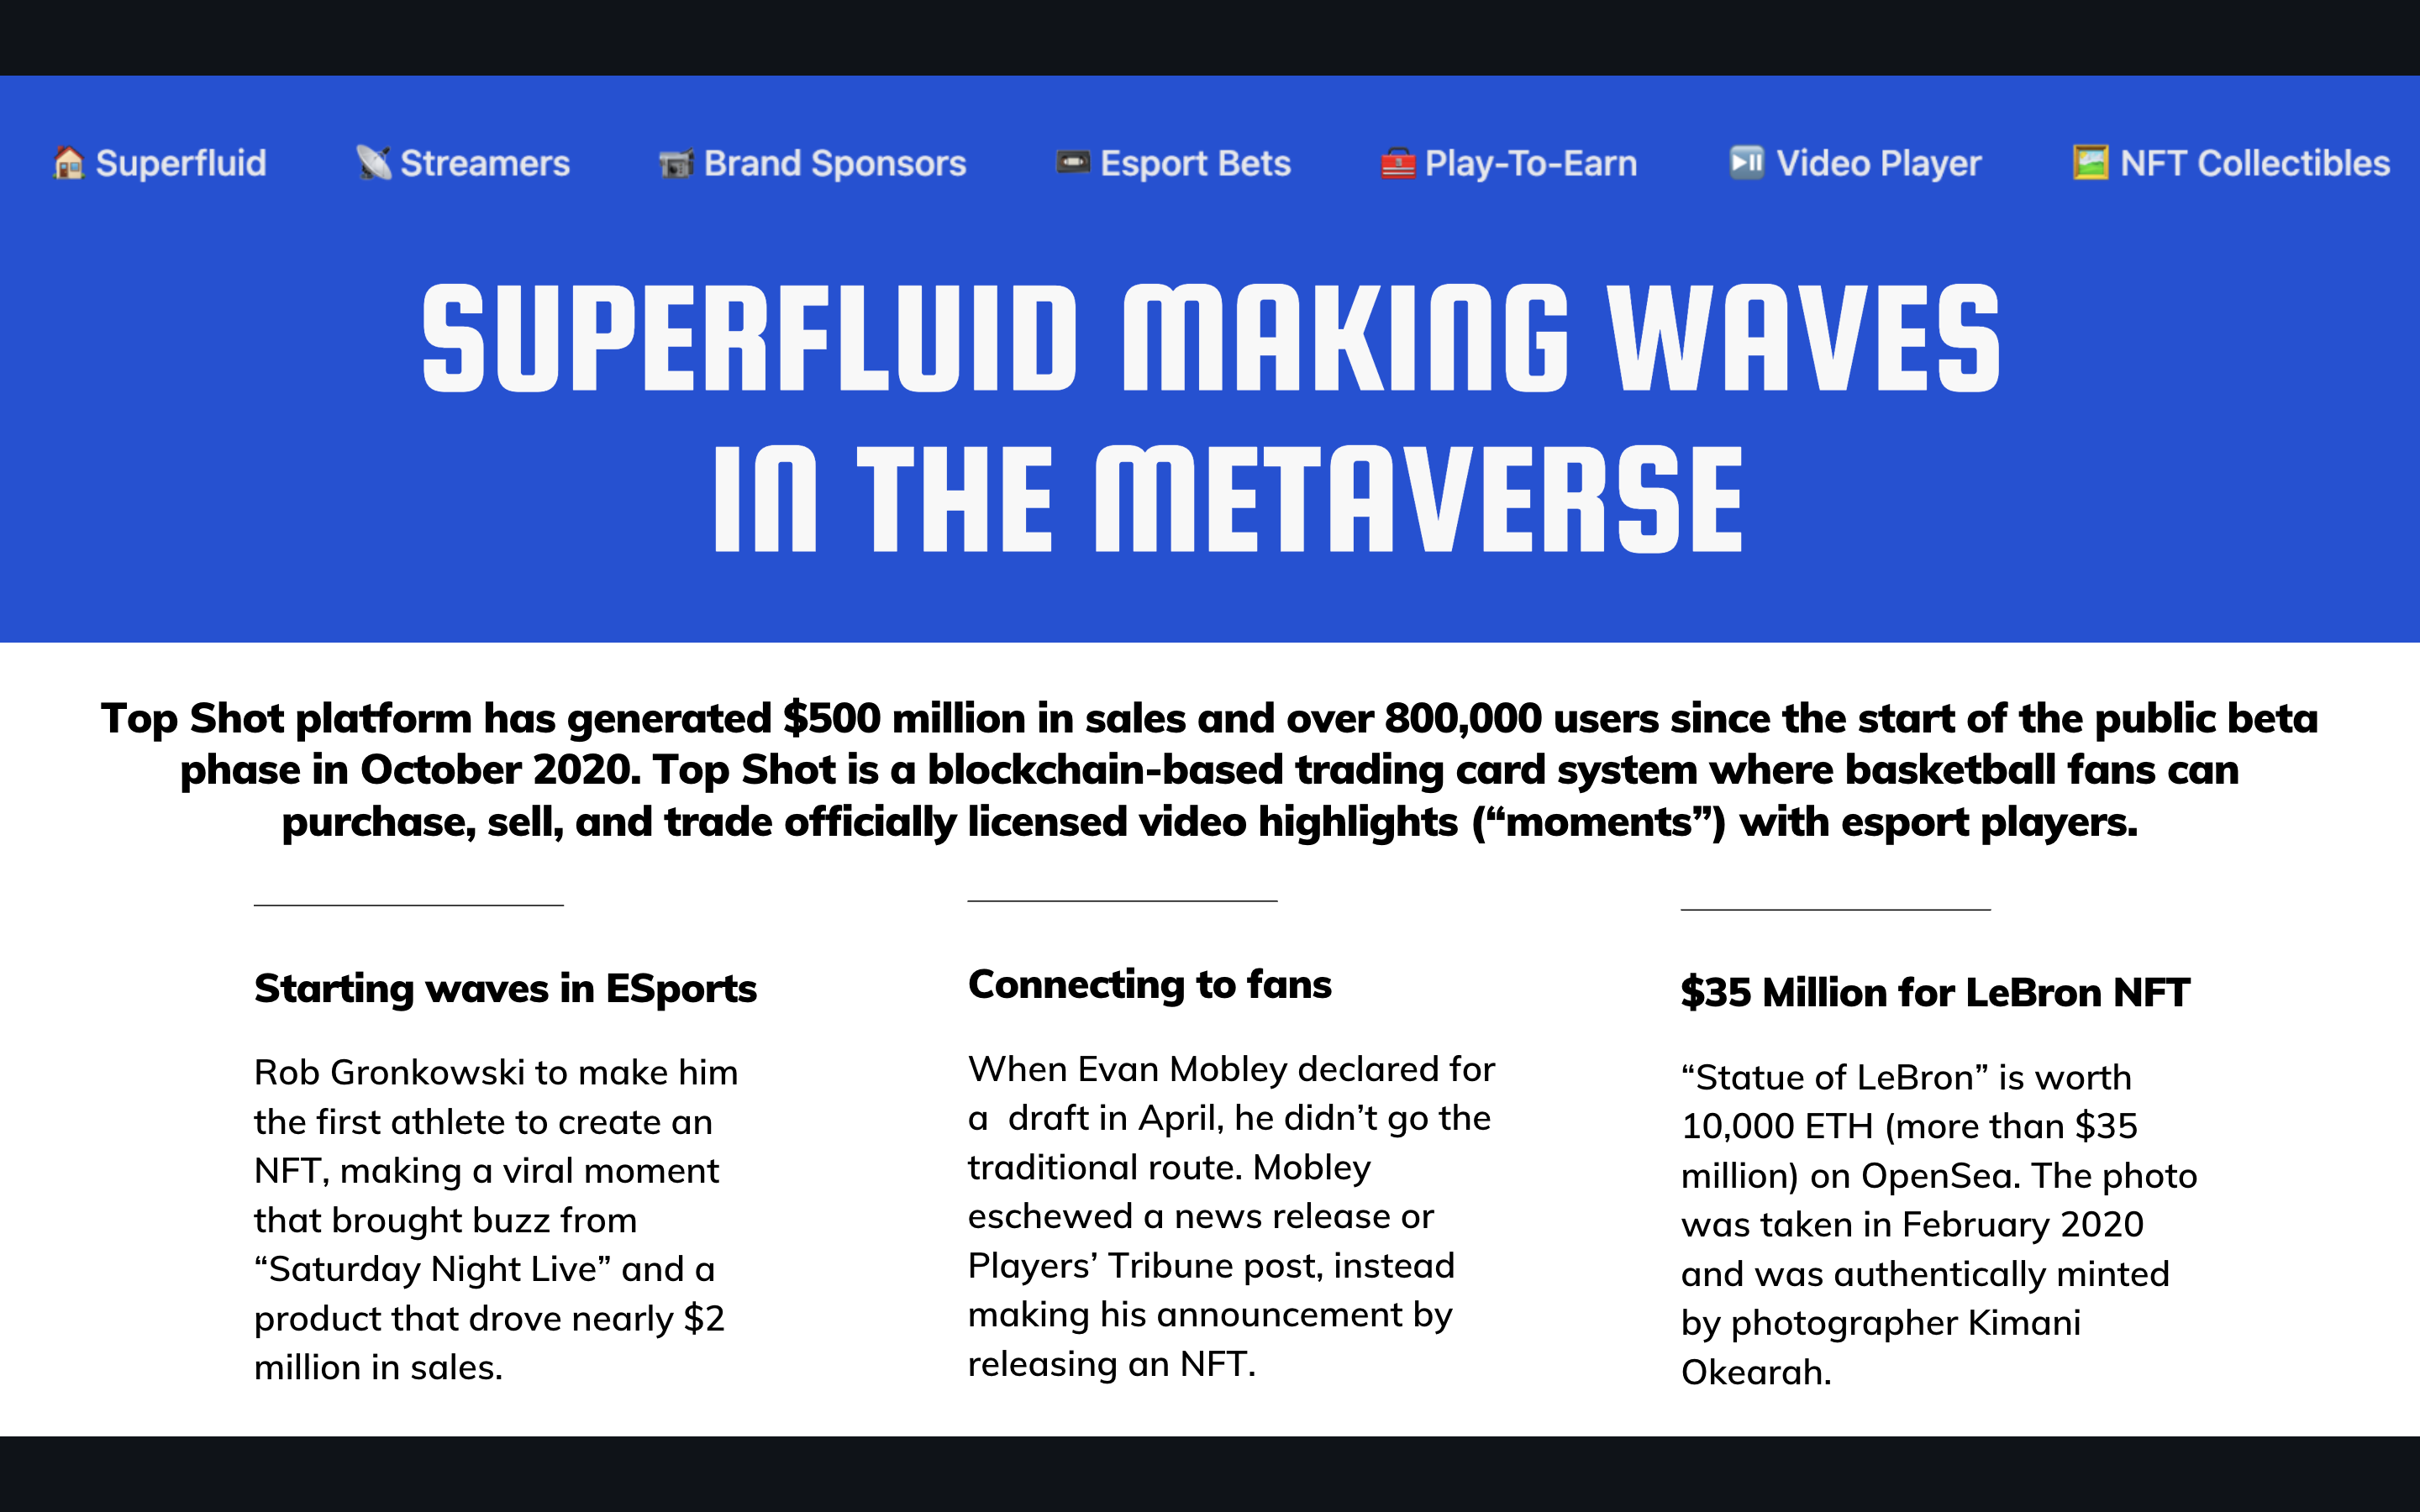 Superfluid Streamers Brand Sponsors Esport Bets Play-To-Earn Video Player NFT Collectibles
SUPERFLUID MAKING WAVES
IN THE METAVERSE
Top Shot platform has generated $500 million in sales and over 800,000 users since the start of the public beta
phase in October 2020. Top Shot is a blockchain-based trading card system where basketball fans can
purchase, sell, and trade officially licensed video highlights (“moments”) with esport players.
Starting waves in ESports
Rob Gronkowski to make him
the first athlete to create an
NFT, making a viral moment
that brought buzz from
“Saturday Night Live” and a
product that drove nearly $2
million in sales.
Connecting to fans
When Evan Mobley declared for
a  draft in April, he didn’t go the
traditional route. Mobley
eschewed a news release or
Players’ Tribune post, instead
making his announcement by
releasing an NFT.
$35 Million for LeBron NFT
“Statue of LeBron” is worth
10,000 ETH (more than $35
million) on OpenSea. The photo
was taken in February 2020
and was authentically minted
by photographer Kimani
Okearah.